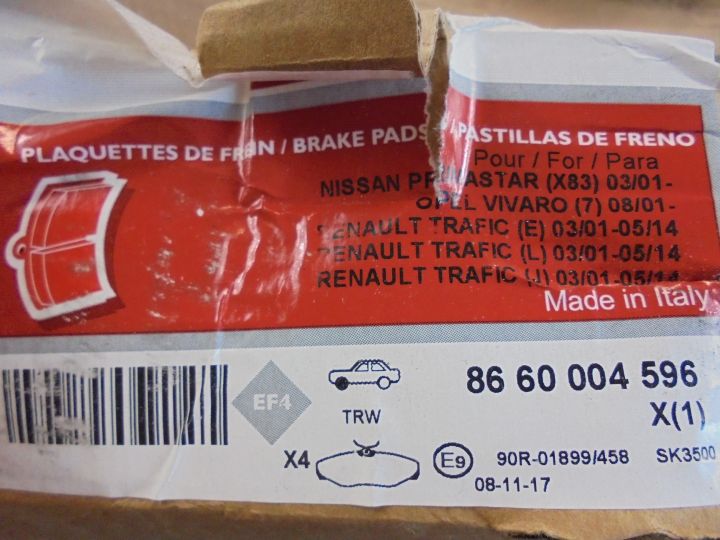 PLAQUETTES DE FREIN / BRAKE PADS / PASTILLAS DE FRENO
Pour / For / Para
NISSAN PRIMASTAR (X83) 03/01-
OPEL VIVARO (7) 08/01-
RENAULT TRAFIC (E) 03/01-05/14
RENAULT TRAFIC (L) 03/01-05/14
RENAULT TRAFIC (J) 03/01-05/14
Made in Italy
EF4
TRW
86 60 004 596
X(1)
X4
E9
90R-01899/458
SK3500
08-11-17